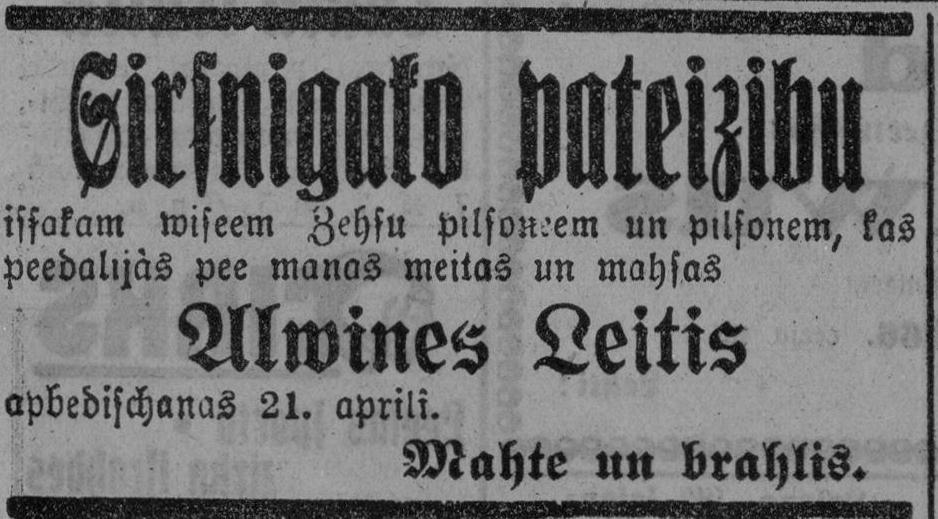 Sirsnigako pateizibu
issakam wiseem Zehsu pilsoneem un pilsonem, kas
peedalijàs pee manas meitas un mahsas
Alwines Leitis
apbedischanas 21. aprili.
Mahte un brahlis.